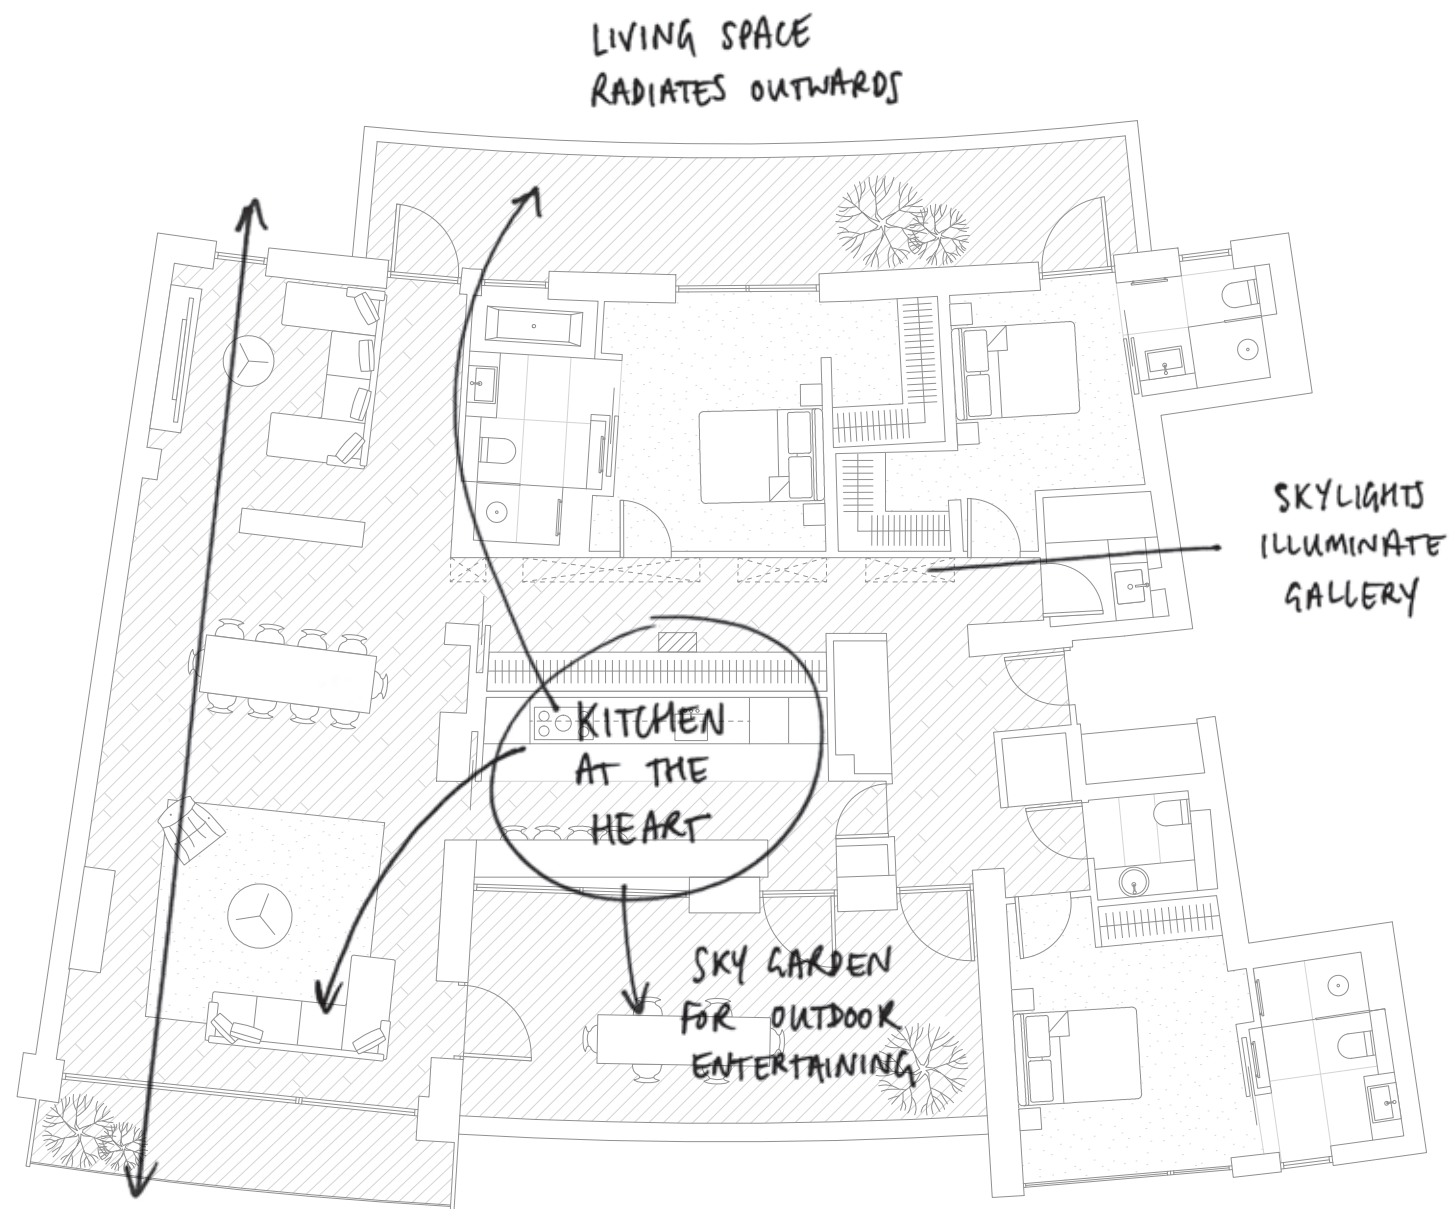 LIVING SPACE
RADIATES OUTWARDS
SKYLIGHTS
ILLUMINATE
GALLERY
KITCHEN
AT THE
HEART
SKY GARDEN
FOR OUTDOOR
ENTERTAINING